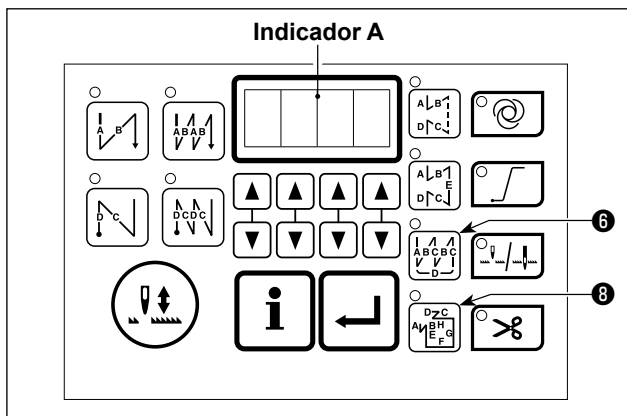 Indicador A
A B
A B A B
A B
D C
D C
D C D C
A B
E
D C
A B C B C
D
❻
i
D Z C
A B H
E G
F
❽